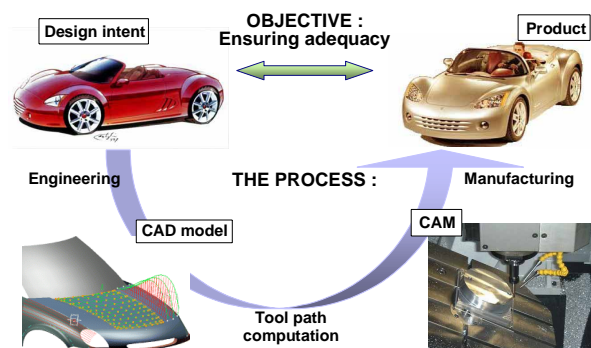 OBJECTIVE :
Ensuring adequacy
Design intent
Product
Engineering
THE PROCESS :
Manufacturing
CAD model
CAM
Tool path
computation